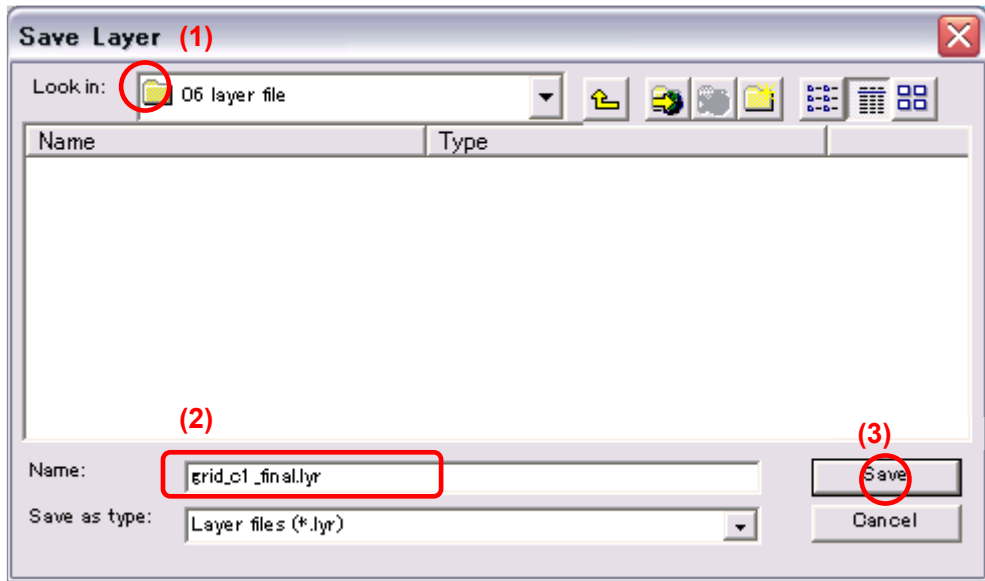 Save Layer (1)
Look in: 06 layer file
Name Type
(2)
(3)
Name: grid_c1_final.lyr Save
Save as type: Layer files (*.lyr) Cancel